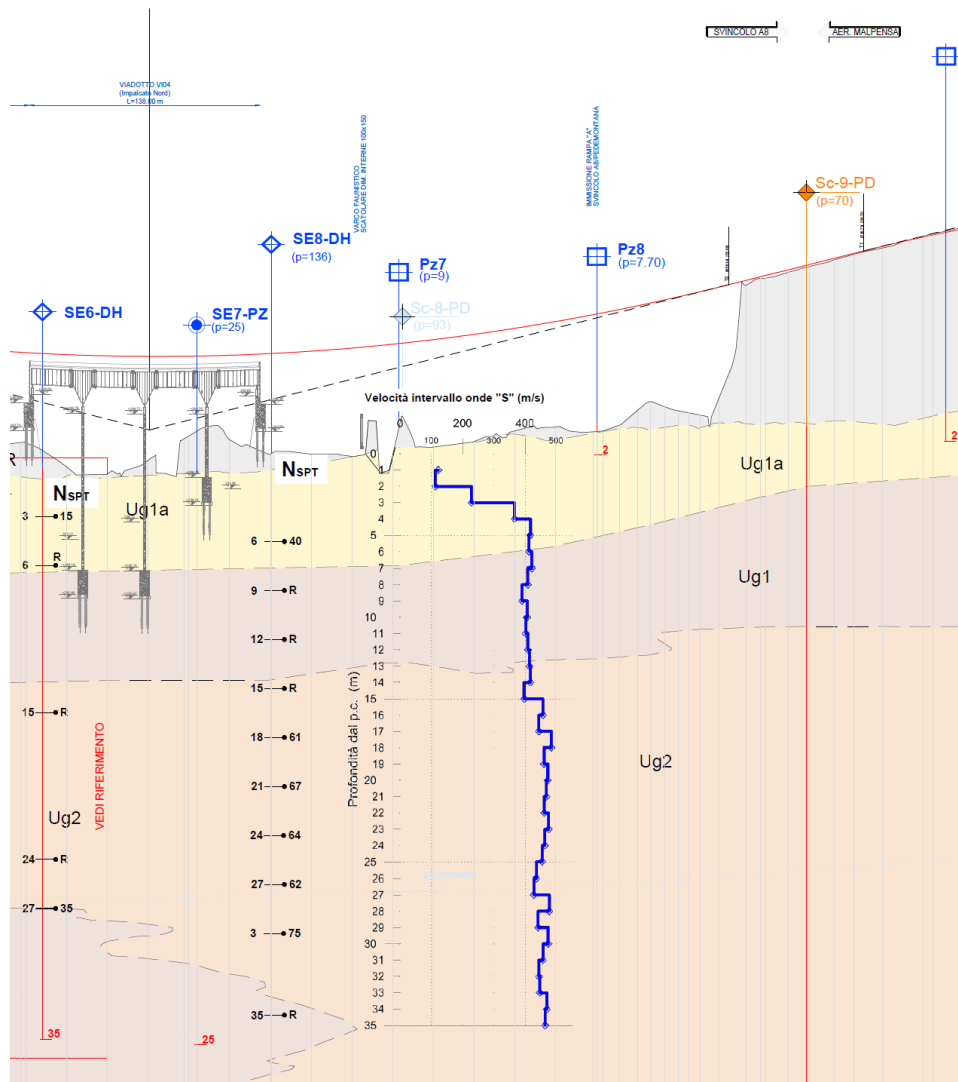 SVINCOLO A8
AER. MALPENSA
VIADOTTO VI04
(Impalcato Nord)
L=138.80 m
VARCO FAUNISTICO
SCATOLARE DIM. INTERNE 100x150
IMMISSIONE RAMPA "A"
SVINCOLO A8/PEDEMONTANA
Sc-9-PD
(p=70)
SE8-DH
(p=136)
Pz7
(p=9)
Pz8
(p=7.70)
SE6-DH
SE7-PZ
(p=25)
Sc-8-PD
(p=93)
Velocità intervallo onde "S" (m/s)
0
100
200
300
400
500
2
2
R
NSPT
NSPT
Ug1a
Ug1a
Ug1
Ug2
Ug2
3 15
6 R
15 R
24 R
27 35
35
25
6 40
9 R
12 R
15 R
18 61
21 67
24 64
27 62
3 75
35 R
VEDI RIFERIMENTO
Profondità dal p.c. (m)
0
1
2
3
4
5
6
7
8
9
10
11
12
13
14
15
16
17
18
19
20
21
22
23
24
25
26
27
28
29
30
31
32
33
34
35